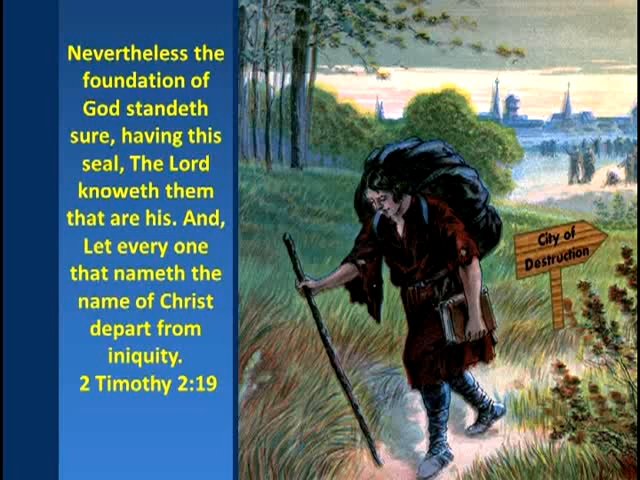 Nevertheless the
foundation of
God standeth
sure, having this
seal, The Lord
knoweth them
that are his. And,
Let every one
that nameth the
name of Christ
depart from
iniquity.
2 Timothy 2:19
City of
Destruction